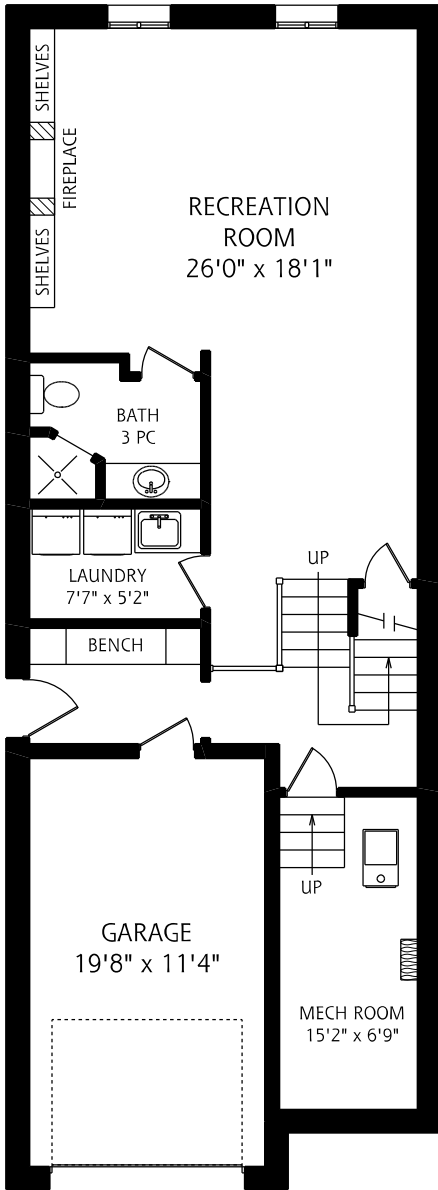 SHELVES
FIREPLACE
SHELVES
RECREATION
ROOM
26'0" x 18'1"
BATH
3 PC
LAUNDRY
7'7" x 5'2"
UP
BENCH
UP
GARAGE
19'8" x 11'4"
MECH ROOM
15'2" x 6'9"